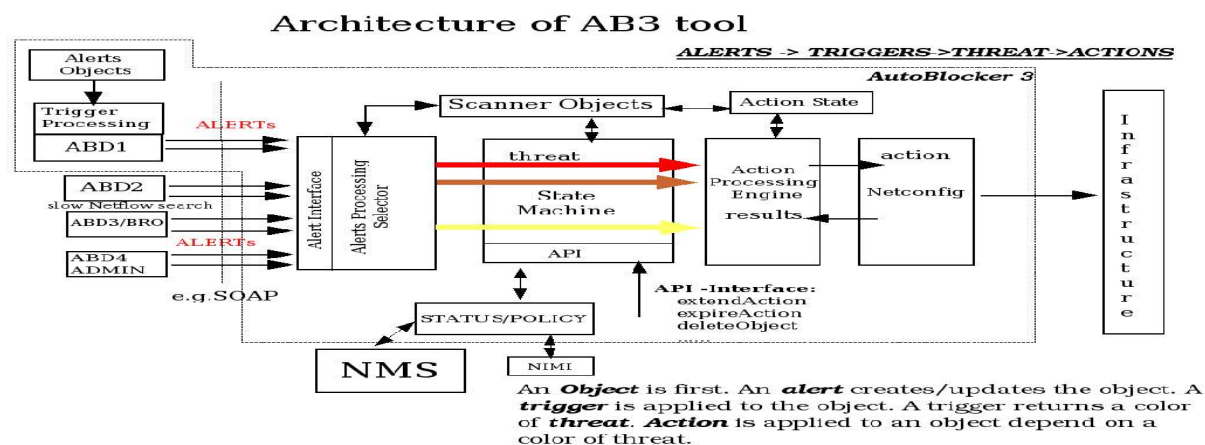 Architecture of AB3 tool
ALERTS -> TRIGGERS->THREAT->ACTIONS
AutoBlocker 3
Alerts
Objects
Trigger
Processing
ABD1
ALERTs
ABD2
slow Netflow search
ABD3/BRO
ALERTs
ABD4
ADMIN
e.g.SOAP
Alert Interface
Alerts Processing
Selector
Scanner Objects
Action State
threat
State
Machine
API
Action
Processing
Engine
results
action
Netconfig
Infrastructure
API -Interface:
extendAction
expireAction
deleteObject
......
STATUS/POLICY
NMS
NIMI
An Object is first. An alert creates/updates the object. A
trigger is applied to the object. A trigger returns a color
of threat. Action is applied to an object depend on a
color of threat.